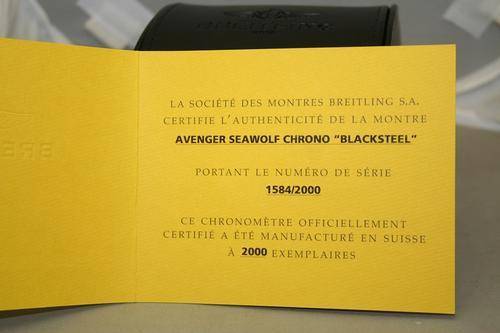 BREITLING
LA SOCIÉTÉ DES MONTRES BREITLING S.A.
CERTIFIE L'AUTHENTICITÉ DE LA MONTRE
AVENGER SEAWOLF CHRONO "BLACKSTEEL"
PORTANT LE NUMÉRO DE SÉRIE
1584/2000
CE CHRONOMÈTRE OFFICIELLEMENT
CERTIFIÉ A ÉTÉ MANUFACTURÉ EN SUISSE
À 2000 EXEMPLAIRES